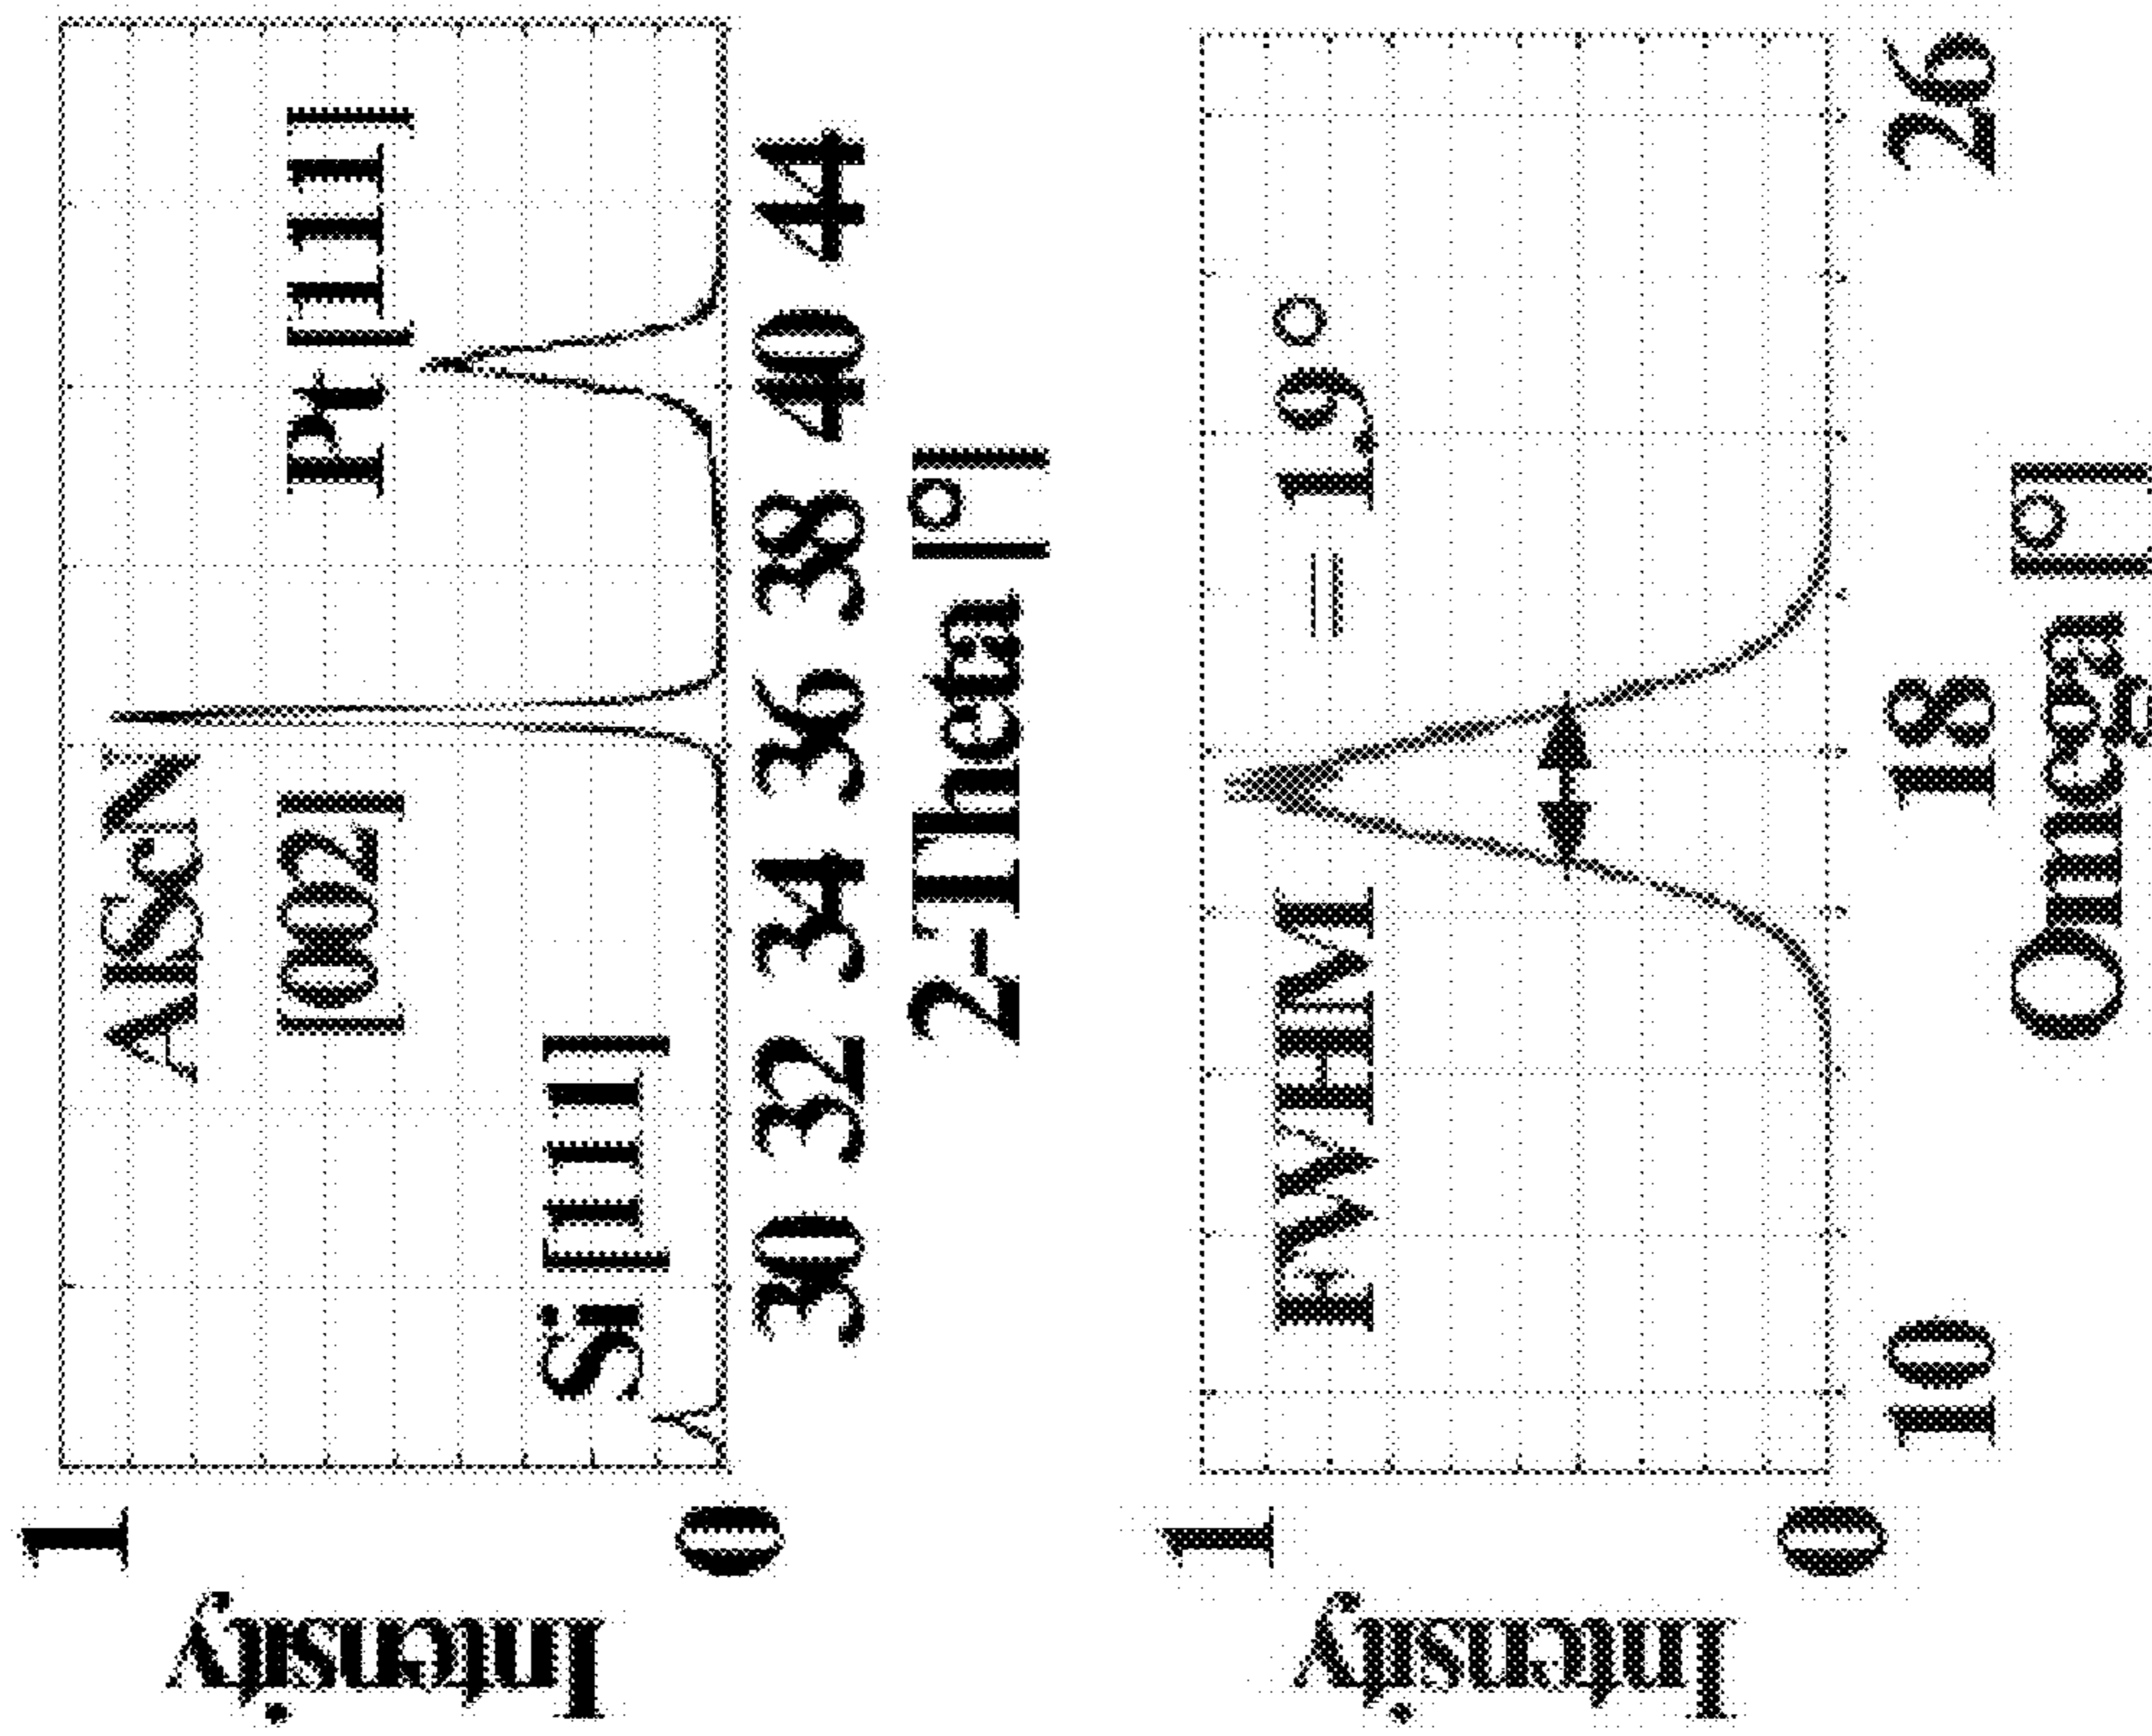 Intensity
1
0
AlScN
[002]
Si [111]
Pt [111]
30 32 34 36 38 40 44
2-Theta [°]
Intensity
1
0
FWHM = 1.9°
10 18 26
Omega [°]